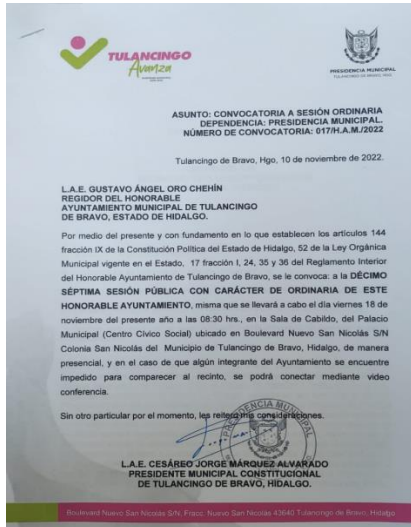 TULANCINGO
Avanza
PRESIDENCIA MUNICIPAL
TULANCINGO DE BRAVO, HGO.
ASUNTO: CONVOCATORIA A SESIÓN ORDINARIA
DEPENDENCIA: PRESIDENCIA MUNICIPAL.
NÚMERO DE CONVOCATORIA: 017/H.A.M./2022
Tulancingo de Bravo, Hgo, 10 de noviembre de 2022.
L.A.E. GUSTAVO ÁNGEL ORO CHEHÍN
REGIDOR DEL HONORABLE
AYUNTAMIENTO MUNICIPAL DE TULANCINGO
DE BRAVO, ESTADO DE HIDALGO.
Por medio del presente y con fundamento en lo que establecen los artículos 144
fracción IX de la Constitución Política del Estado de Hidalgo, 52 de la Ley Orgánica
Municipal vigente en el Estado, 17 fracción I, 24, 35 y 36 del Reglamento Interior
del Honorable Ayuntamiento de Tulancingo de Bravo, se le convoca: a la DÉCIMO
SÉPTIMA SESIÓN PÚBLICA CON CARÁCTER DE ORDINARIA DE ESTE
HONORABLE AYUNTAMIENTO, misma que se llevará a cabo el día viernes 18 de
noviembre del presente año a las 08:30 hrs., en la Sala de Cabildo, del Palacio
Municipal (Centro Cívico Social) ubicado en Boulevard Nuevo San Nicolás S/N
Colonia San Nicolás del Municipio de Tulancingo de Bravo, Hidalgo, de manera
presencial, y en el caso de que algún integrante del Ayuntamiento se encuentre
impedido para comparecer al recinto, se podrá conectar mediante video
conferencia.
Sin otro particular por el momento, les reitero mis consideraciones.
L.A.E. CESÁREO JORGE MÁRQUEZ ALVARADO
PRESIDENTE MUNICIPAL CONSTITUCIONAL
DE TULANCINGO DE BRAVO, HIDALGO.
Boulevard Nuevo San Nicolás S/N, Fracc. Nuevo San Nicolás 43640 Tulancingo de Bravo, Hidalgo